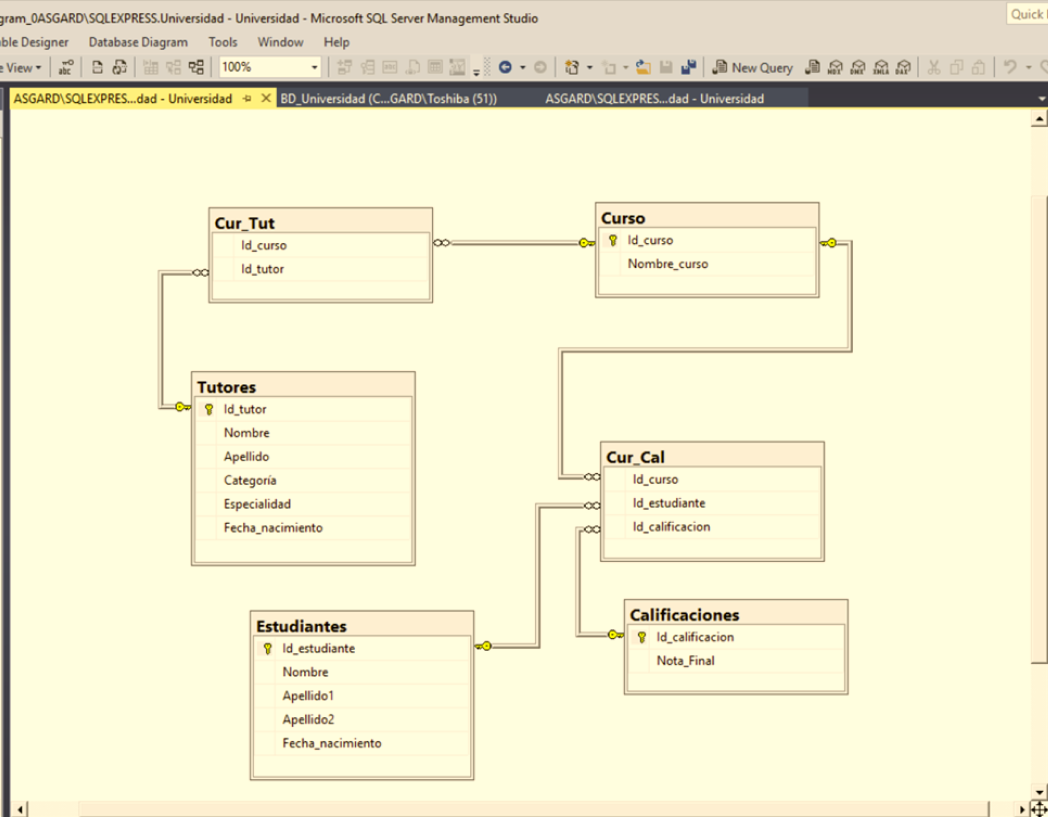 gram_0ASGARD\SQLEXPRESS.Universidad - Universidad - Microsoft SQL Server Management Studio
Quick
ble Designer Database Diagram Tools Window Help
e View 100% New Query
ASGARD\SQLEXPRES...dad - Universidad BD_Universidad (C...GARD\Toshiba (51)) ASGARD\SQLEXPRES...dad - Universidad
Cur_Tut
Id_curso
Id_tutor
Curso
Id_curso
Nombre_curso
Tutores
Id_tutor
Nombre
Apellido
Categoría
Especialidad
Fecha_nacimiento
Cur_Cal
Id_curso
Id_estudiante
Id_calificacion
Estudiantes
Id_estudiante
Nombre
Apellido1
Apellido2
Fecha_nacimiento
Calificaciones
Id_calificacion
Nota_Final